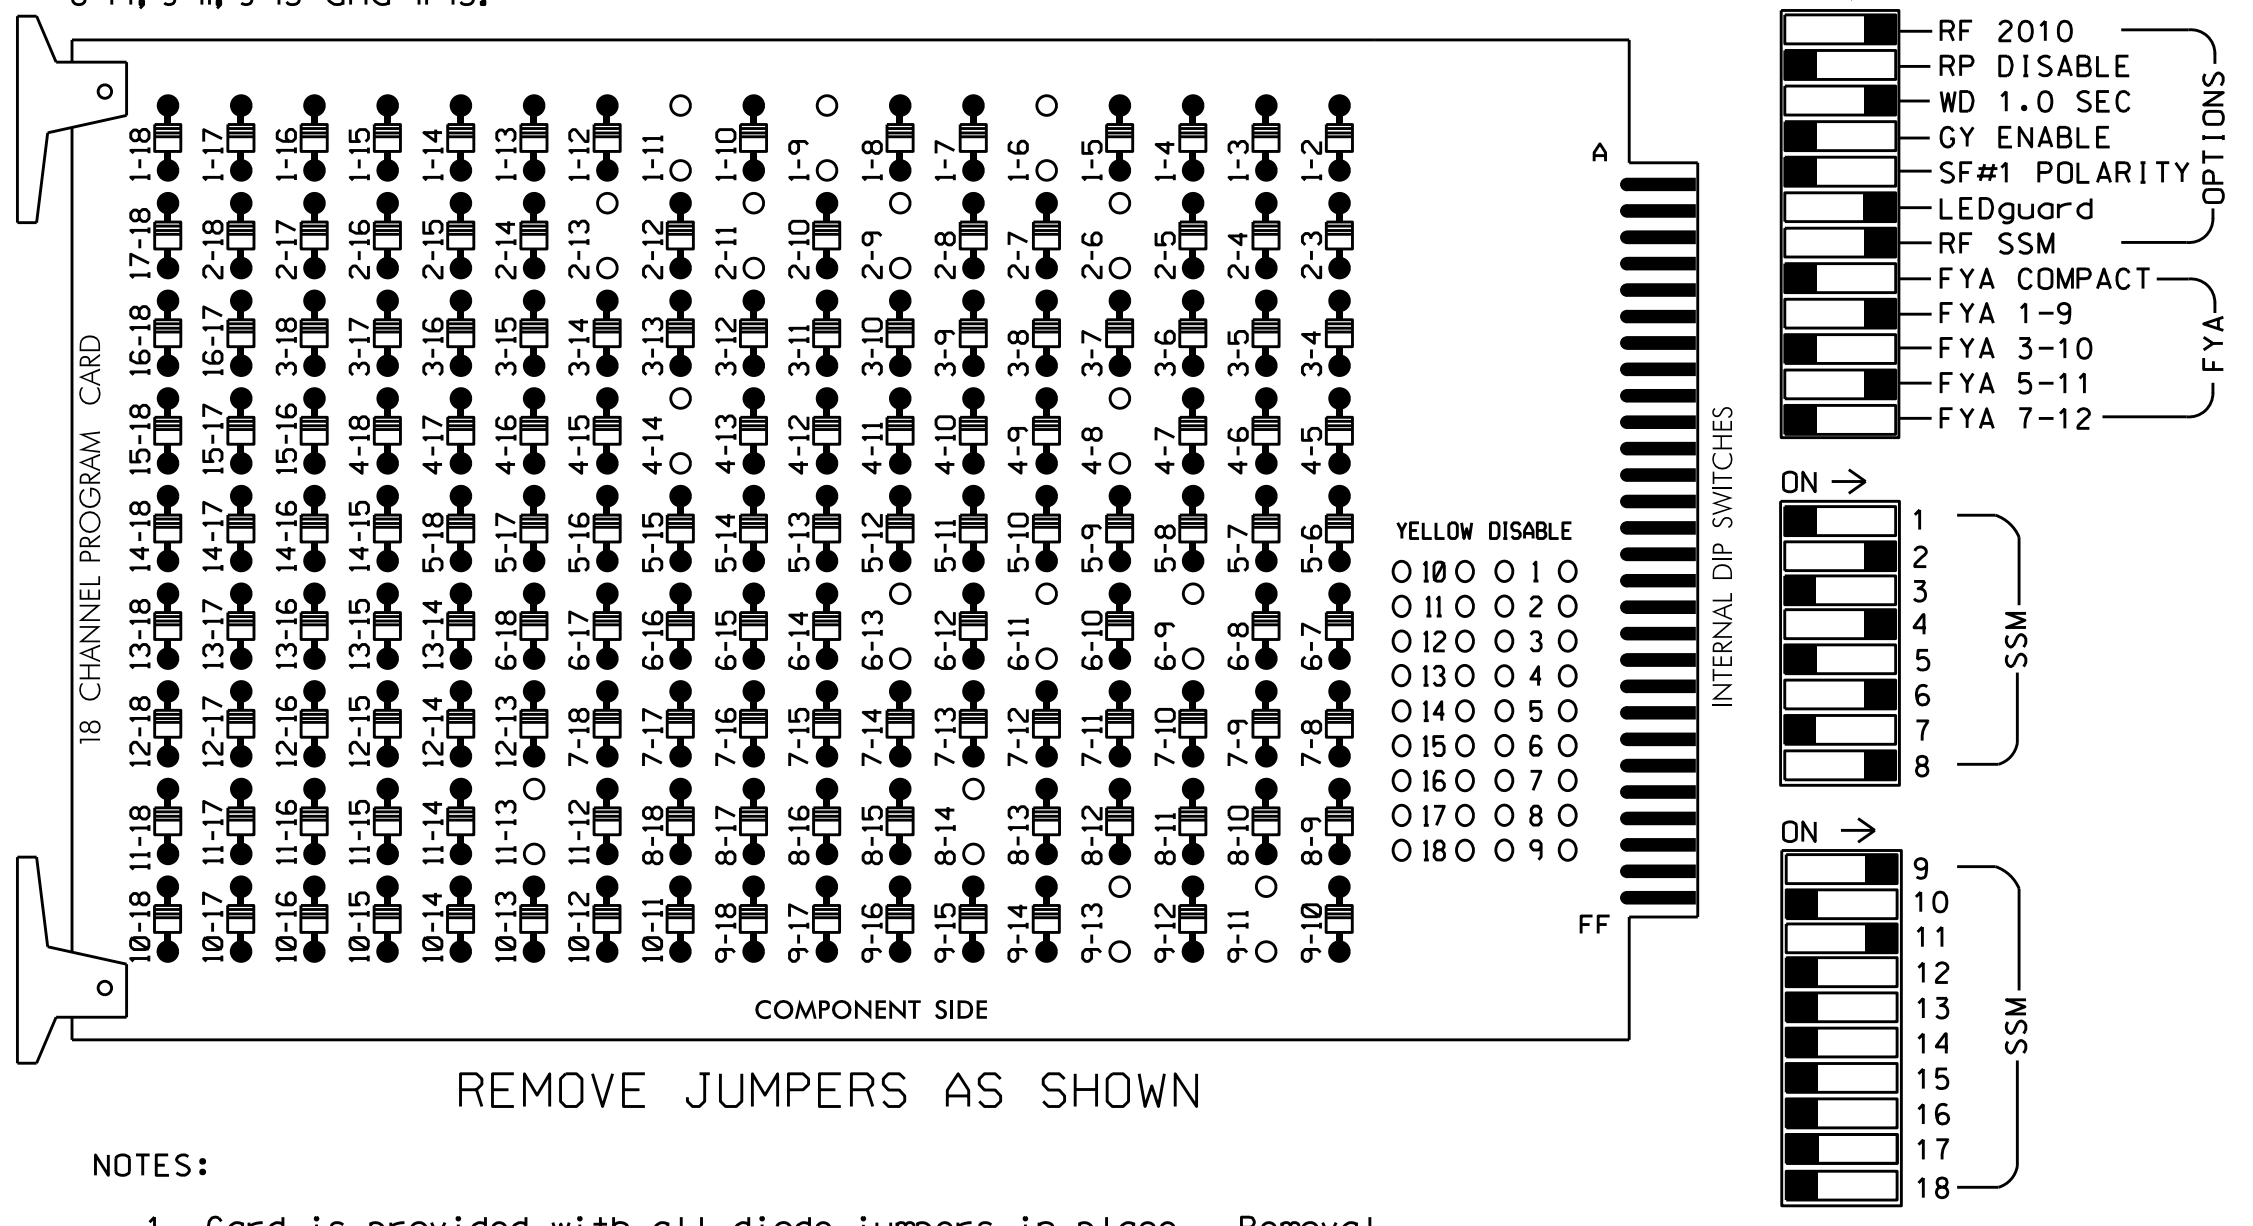 1-18 1-17 1-16 1-15 1-14 1-13 1-12 1-11 1-10 1-9 1-8 1-7 1-6 1-5 1-4 1-3 1-2
17-18 2-18 2-17 2-16 2-15 2-14 2-13 2-12 2-11 2-10 2-9 2-8 2-7 2-6 2-5 2-4 2-3
16-18 16-17 3-18 3-17 3-16 3-15 3-14 3-13 3-12 3-11 3-10 3-9 3-8 3-7 3-6 3-5 3-4
15-18 15-17 15-16 4-18 4-17 4-16 4-15 4-14 4-13 4-12 4-11 4-10 4-9 4-8 4-7 4-6 4-5
14-18 14-17 14-16 14-15 5-18 5-17 5-16 5-15 5-14 5-13 5-12 5-11 5-10 5-9 5-8 5-7 5-6
13-18 13-17 13-16 13-15 13-14 6-18 6-17 6-16 6-15 6-14 6-13 6-12 6-11 6-10 6-9 6-8 6-7
12-18 12-17 12-16 12-15 12-14 12-13 7-18 7-17 7-16 7-15 7-14 7-13 7-12 7-11 7-10 7-9 7-8
11-18 11-17 11-16 11-15 11-14 11-13 11-12 8-18 8-17 8-16 8-15 8-14 8-13 8-12 8-11 8-10 8-9
10-18 10-17 10-16 10-15 10-14 10-13 10-12 10-11 9-18 9-17 9-16 9-15 9-14 9-13 9-12 9-11 9-10
18 CHANNEL PROGRAM CARD
A
FF
YELLOW DISABLE
10 1
11 2
12 3
13 4
14 5
15 6
16 7
17 8
18 9
COMPONENT SIDE
INTERNAL DIP SWITCHES
RF 2010
RP DISABLE
WD 1.0 SEC
GY ENABLE
SF#1 POLARITY
LEDguard
RF SSM
OPTIONS
FYA COMPACT
FYA 1-9
FYA 3-10
FYA 5-11
FYA 7-12
FYA
ON →
1
2
3
4
5
6
7
8
SSM
ON →
9
10
11
12
13
14
15
16
17
18
SSM
REMOVE JUMPERS AS SHOWN
NOTES:
1. Card is provided with all diode jumpers in place. Removal